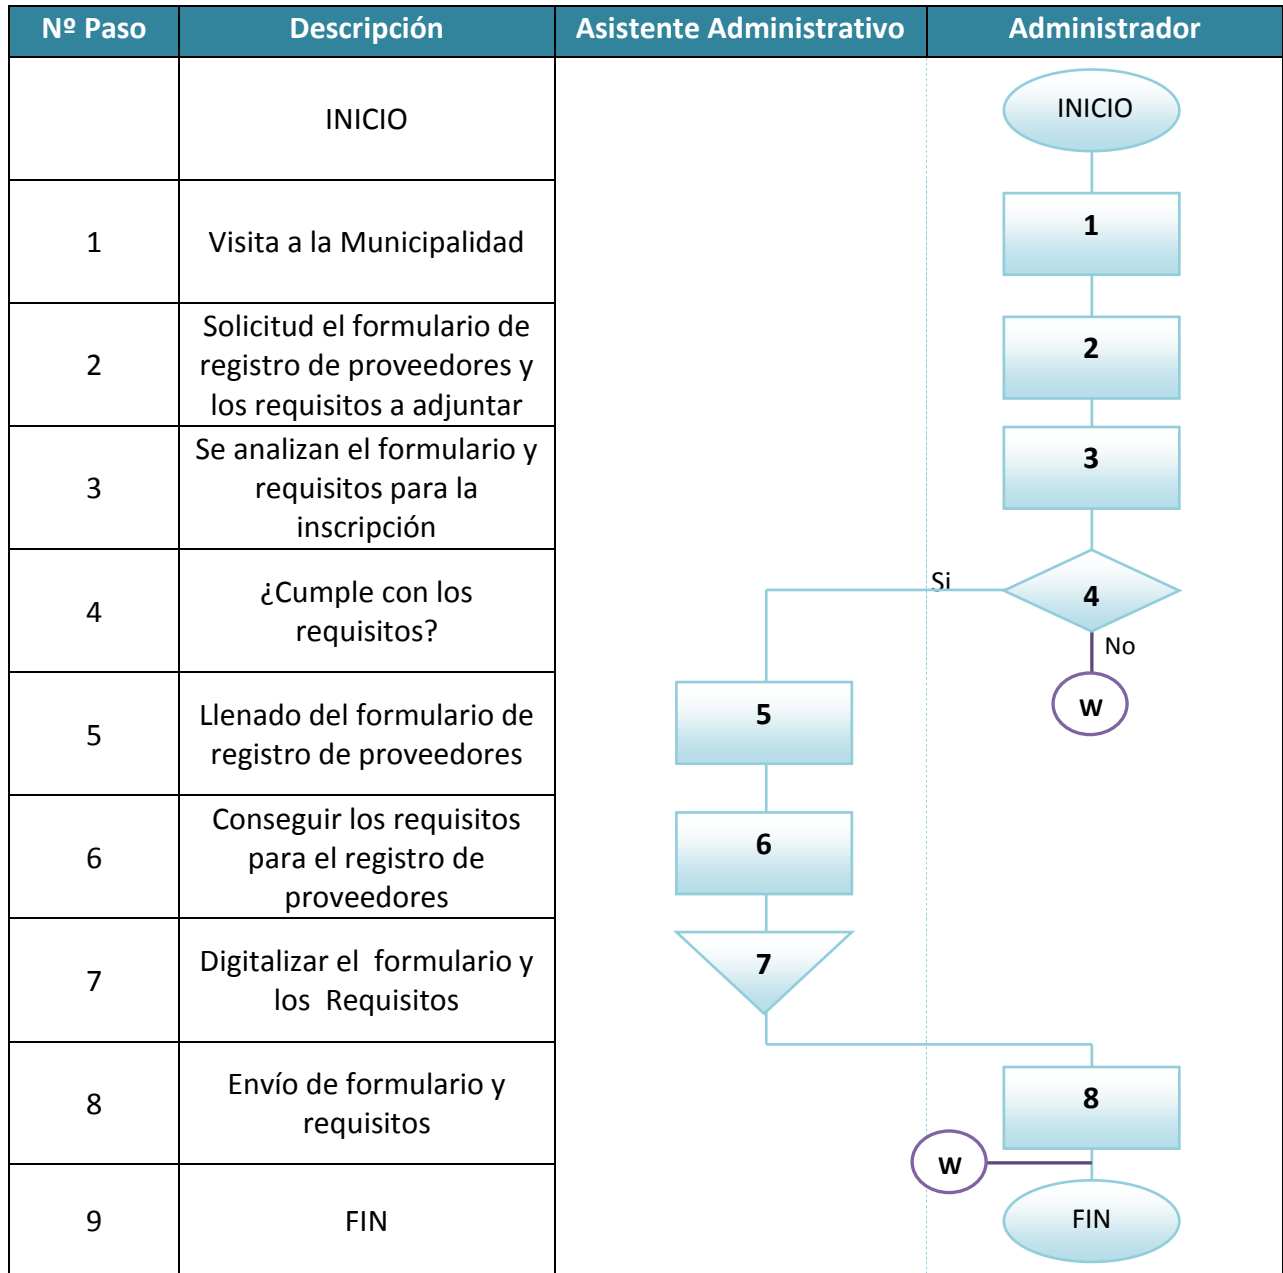 Nº Paso
Descripción
Asistente Administrativo
Administrador
INICIO
INICIO
1
Visita a la Municipalidad
1
2
Solicitud el formulario de
registro de proveedores y
los requisitos a adjuntar
2
3
Se analizan el formulario y
requisitos para la
inscripción
3
4
¿Cumple con los
requisitos?
Si
4
No
W
5
Llenado del formulario de
registro de proveedores
5
6
Conseguir los requisitos
para el registro de
proveedores
6
7
Digitalizar el formulario y
los Requisitos
7
8
Envío de formulario y
requisitos
8
W
9
FIN
FIN